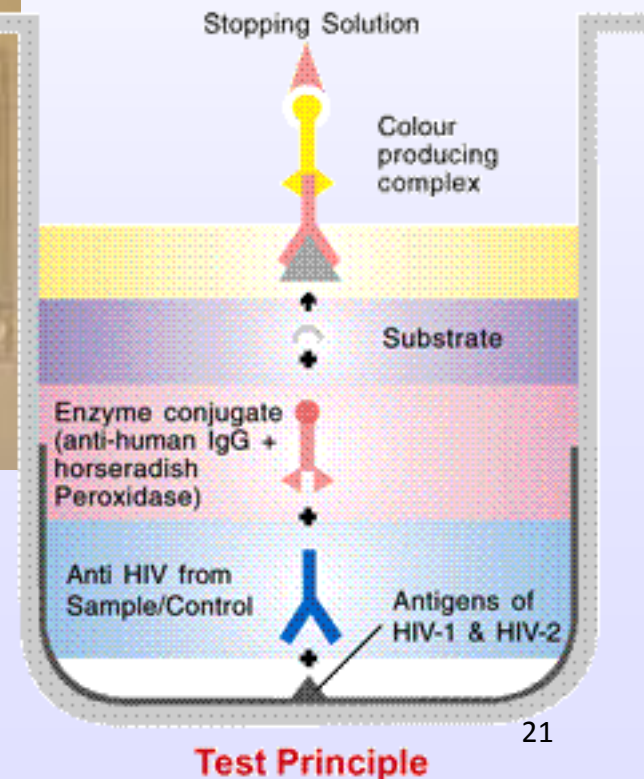 Stopping Solution
Colour
producing
complex
Substrate
Enzyme conjugate
(anti-human IgG +
horseradish
Peroxidase)
Anti HIV from
Sample/Control
Antigens of
HIV-1 & HIV-2
21
Test Principle